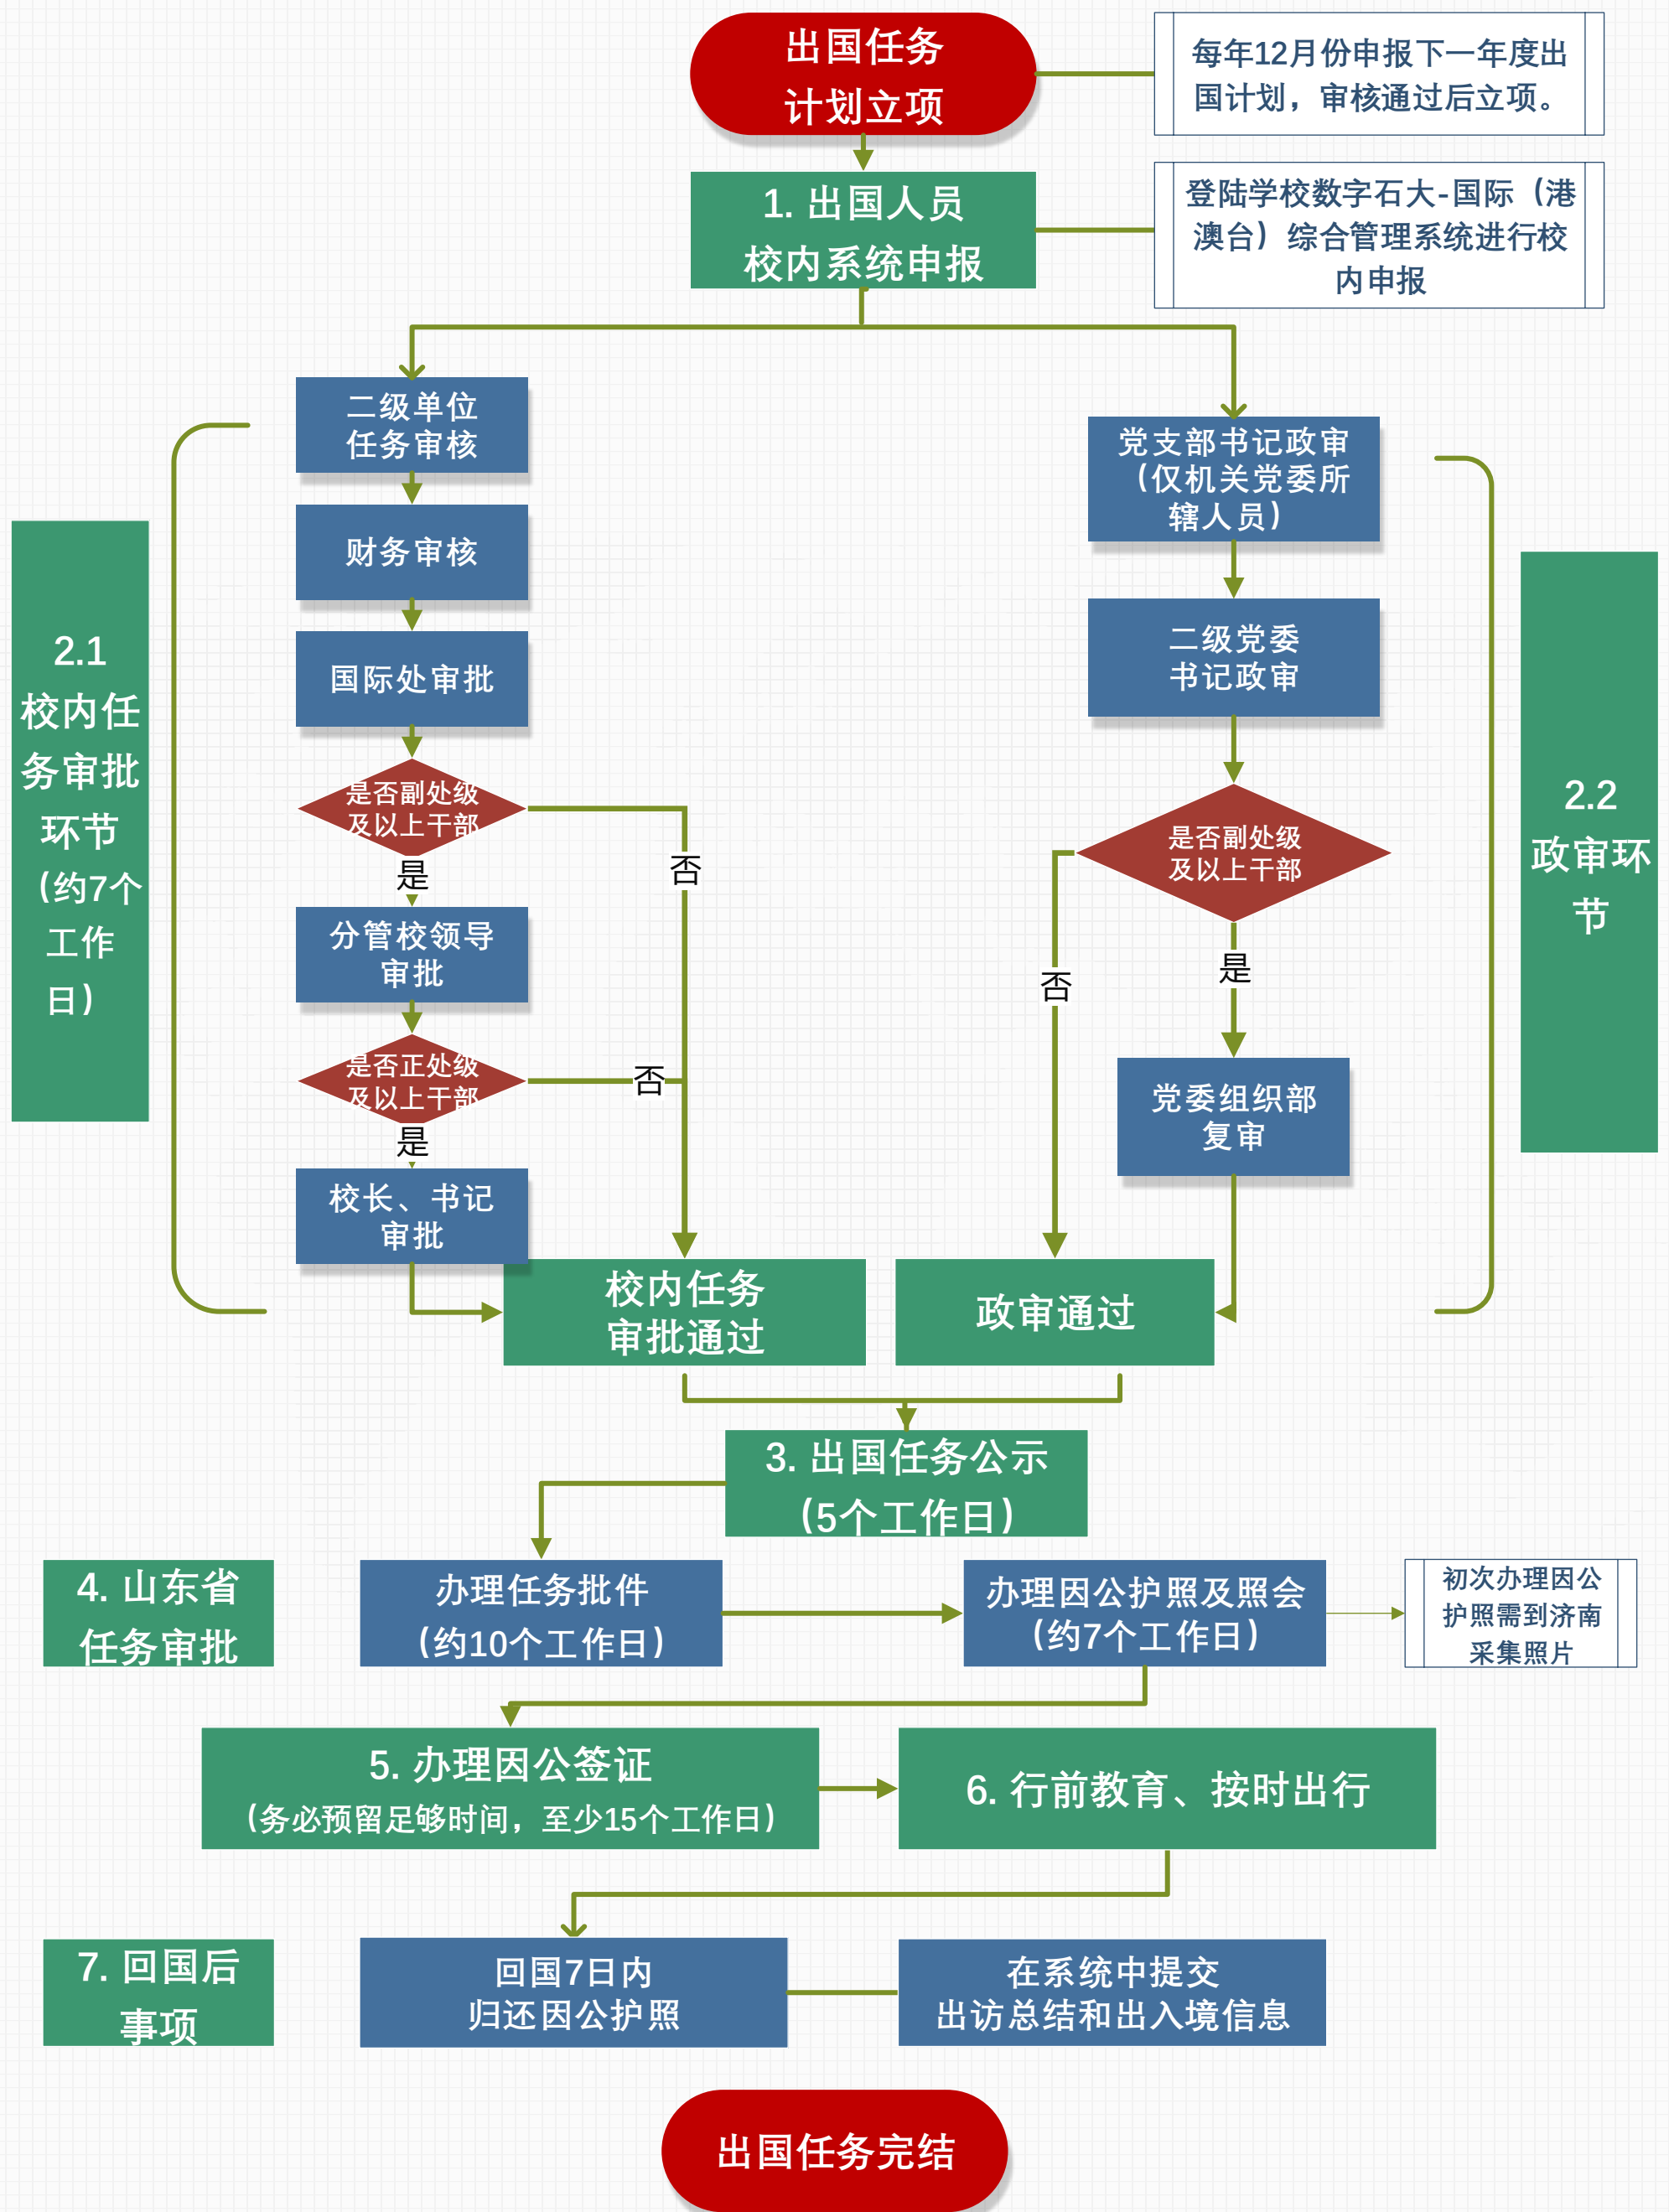 出国任务
计划立项
每年12月份申报下一年度出
国计划，审核通过后立项。
1. 出国人员
校内系统申报
登陆学校数字石大-国际（港
澳台）综合管理系统进行校
内申报
2.1
校内任
务审批
环节
（约7个
工作
日）
二级单位
任务审核
财务审核
国际处审批
是否副处级
及以上干部
是
否
分管校领导
审批
是否正处级
及以上干部
否
是
校长、书记
审批
校内任务
审批通过
党支部书记政审
（仅机关党委所
辖人员）
二级党委
书记政审
是否副处级
及以上干部
否
是
党委组织部
复审
政审通过
2.2
政审环
节
3. 出国任务公示
（5个工作日）
4. 山东省
任务审批
办理任务批件
（约10个工作日）
办理因公护照及照会
（约7个工作日）
初次办理因公
护照需到济南
采集照片
5. 办理因公签证
（务必预留足够时间，至少15个工作日）
6. 行前教育、按时出行
7. 回国后
事项
回国7日内
归还因公护照
在系统中提交
出访总结和出入境信息
出国任务完结